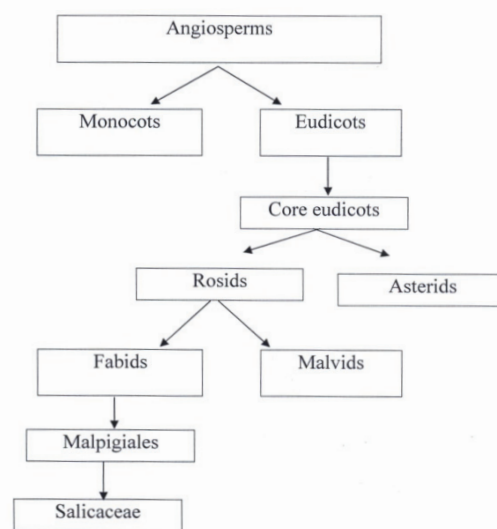 Angiosperms
Monocots
Eudicots
Core eudicots
Rosids
Asterids
Fabids
Malvids
Malpigiales
Salicaceae